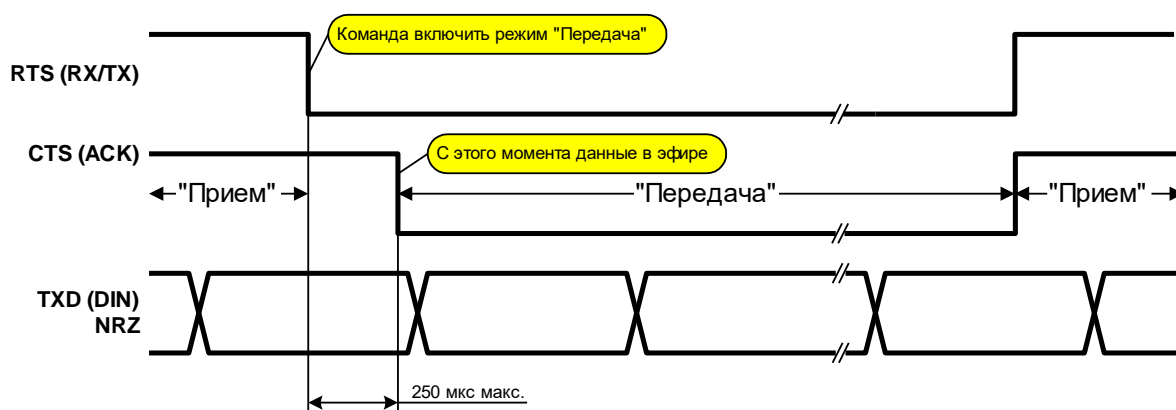 Команда включить режим "Передача"
RTS (RX/TX)
CTS (ACK)
С этого момента данные в эфире
"Прием"
"Передача"
"Прием"
TXD (DIN)
NRZ
250 мкс макс.